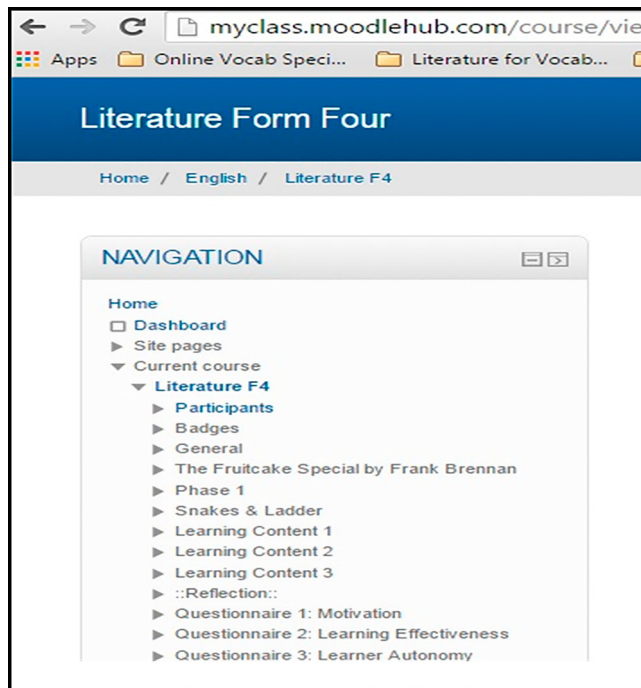 myclass.moodlehub.com/course/vie
Apps Online Vocab Speci... Literature for Vocab...
Literature Form Four
Home / English / Literature F4
NAVIGATION
Home
Dashboard
Site pages
Current course
Literature F4
Participants
Badges
General
The Fruitcake Special by Frank Brennan
Phase 1
Snakes & Ladder
Learning Content 1
Learning Content 2
Learning Content 3
::Reflection::
Questionnaire 1: Motivation
Questionnaire 2: Learning Effectiveness
Questionnaire 3: Learner Autonomy